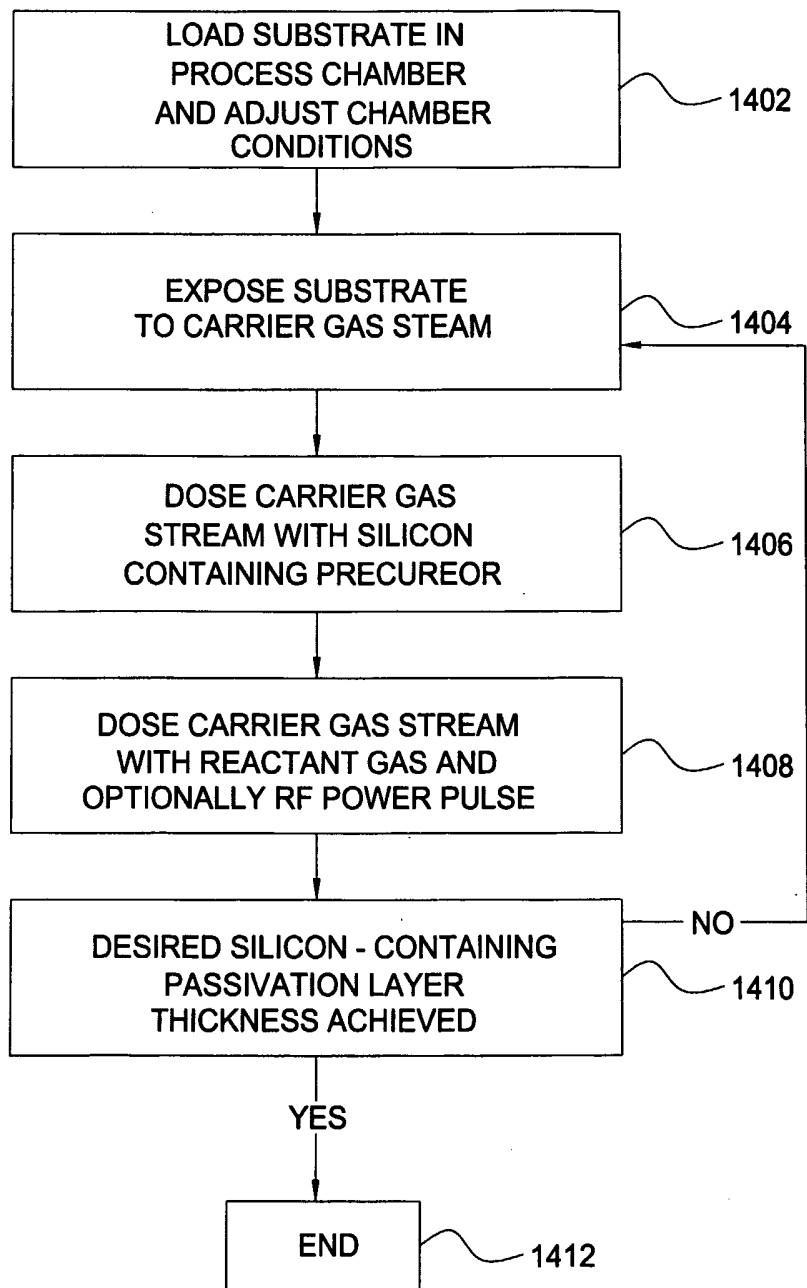 LOAD SUBSTRATE IN
PROCESS CHAMBER
AND ADJUST CHAMBER
CONDITIONS
1402
EXPOSE SUBSTRATE
TO CARRIER GAS STEAM
1404
DOSE CARRIER GAS
STREAM WITH SILICON
CONTAINING PRECUREOR
1406
DOSE CARRIER GAS STREAM
WITH REACTANT GAS AND
OPTIONALLY RF POWER PULSE
1408
DESIRED SILICON - CONTAINING
PASSIVATION LAYER
THICKNESS ACHIEVED
1410
NO
YES
END
1412